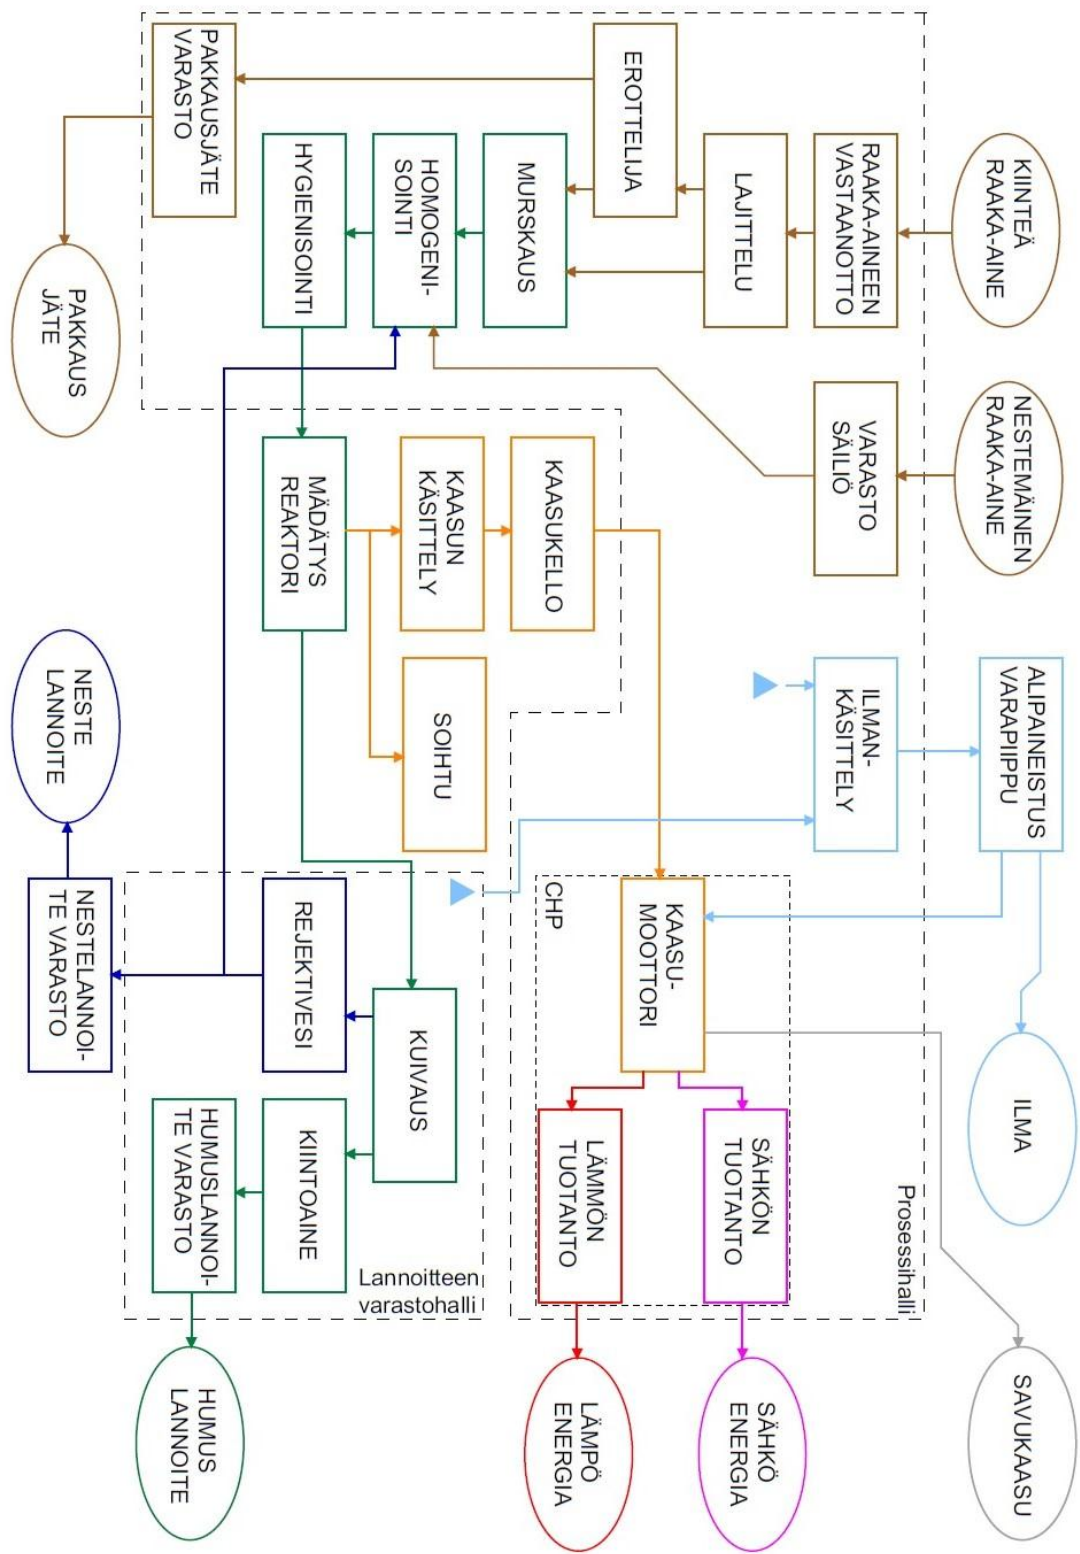 KIINTEÄ
RAAKA-AINE
NESTEMÄINEN
RAAKA-AINE
ALIPAINEISTUS
VARAPIIPPU
ILMA
SAVUKAASU
RAAKA-AINEEN
VASTAANOTTO
VARASTO
SÄILIÖ
ILMAN-
KÄSITTELY
Prosessihalli
LAJITTELU
SÄHKÖN
TUOTANTO
SÄHKÖ
ENERGIA
EROTTELIJA
KAASU-
MOOTTORI
LÄMMÖN
TUOTANTO
LÄMPÖ
ENERGIA
CHP
MURSKAUS
KAASUKELLO
HOMOGENI-
SOINTI
KAASUN
KÄSITTELY
SOIHTU
KUIVAUS
Lannoitteen
varastohalli
HYGIENISOINTI
MÄDÄTYS
REAKTORI
REJEKTIVESI
KIINTOAINE
PAKKAUSJÄTE
VARASTO
HUMUSLANNOI-
TE VARASTO
HUMUS
LANNOITE
PAKKAUS
JÄTE
NESTE
LANNOITE
NESTELANNOI-
TE VARASTO